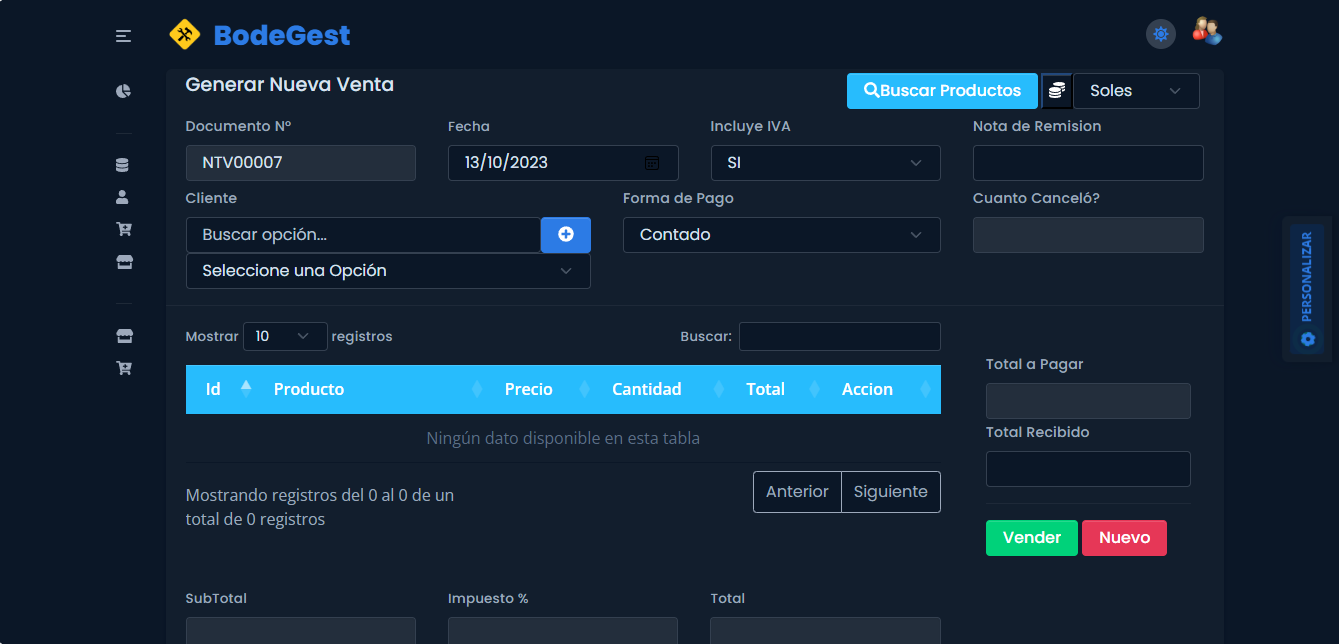 BodeGest
Generar Nueva Venta
Buscar Productos
Soles
Documento Nº
Fecha
Incluye IVA
Nota de Remision
NTV00007
13/10/2023
SI
Cliente
Forma de Pago
Cuanto Canceló?
Buscar opción...
Contado
Seleccione una Opción
PERSONALIZAR
Mostrar 10 registros
Buscar:
Id Producto Precio Cantidad Total Accion
Total a Pagar
Ningún dato disponible en esta tabla
Total Recibido
Mostrando registros del 0 al 0 de un
total de 0 registros
Anterior Siguiente
Vender Nuevo
SubTotal
Impuesto %
Total